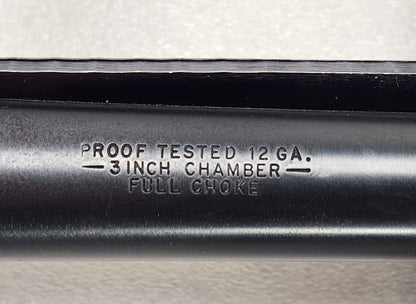 PROOF TESTED 12 GA.
—3 INCH CHAMBER—
FULL CHOKE